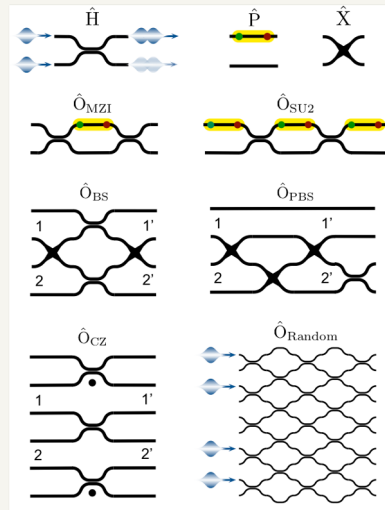 Ĥ
P̂
X̂
Ô_MZI
Ô_SU2
Ô_BS
Ô_PBS
1 1'
2 2'
1 1'
2 2'
Ô_CZ
Ô_Random
1 1'
2 2'